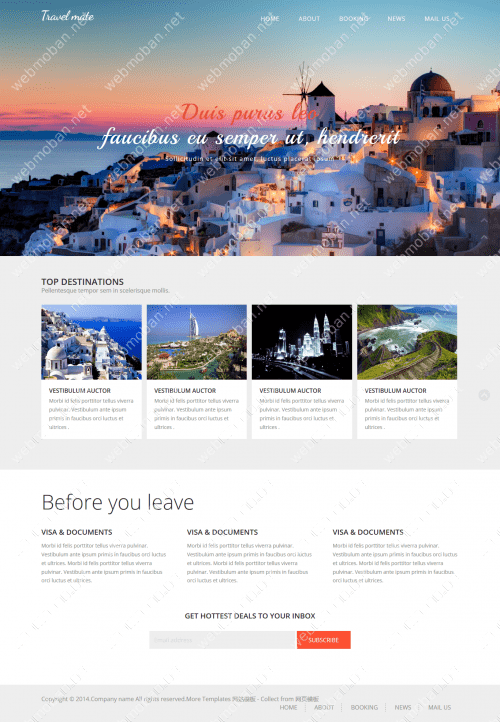 Travel mate
HOME ABOUT BOOKING NEWS MAIL US
Duis purus leo
faucibus eu semper ut, hendrerit
Sollicitudin et elit sit amet, luctus placerat ipsum
TOP DESTINATIONS
Pellentesque tempor sem in scelerisque mollis.
VESTIBULUM AUCTOR
Morbi id felis porttitor tellus viverra
pulvinar. Vestibulum ante ipsum
primis in faucibus orci luctus et
ultrices .
VESTIBULUM AUCTOR
Morbi id felis porttitor tellus viverra
pulvinar. Vestibulum ante ipsum
primis in faucibus orci luctus et
ultrices .
VESTIBULUM AUCTOR
Morbi id felis porttitor tellus viverra
pulvinar. Vestibulum ante ipsum
primis in faucibus orci luctus et
ultrices .
VESTIBULUM AUCTOR
Morbi id felis porttitor tellus viverra
pulvinar. Vestibulum ante ipsum
primis in faucibus orci luctus et
ultrices .
Before you leave
VISA & DOCUMENTS
Morbi id felis porttitor tellus viverra pulvinar.
Vestibulum ante ipsum primis in faucibus orci luctus
et ultrices. Morbi id felis porttitor tellus viverra
pulvinar. Vestibulum ante ipsum primis in faucibus
orci luctus et ultrices.
VISA & DOCUMENTS
Morbi id felis porttitor tellus viverra pulvinar.
Vestibulum ante ipsum primis in faucibus orci luctus
et ultrices. Morbi id felis porttitor tellus viverra
pulvinar. Vestibulum ante ipsum primis in faucibus
orci luctus et ultrices.
VISA & DOCUMENTS
Morbi id felis porttitor tellus viverra pulvinar.
Vestibulum ante ipsum primis in faucibus orci luctus
et ultrices. Morbi id felis porttitor tellus viverra
pulvinar. Vestibulum ante ipsum primis in faucibus
orci luctus et ultrices.
GET HOTTEST DEALS TO YOUR INBOX
SUBSCRIBE
Copyright © 2014.Company name All rights reserved.More Templates 网站模板 - Collect from 网页模板
HOME ABOUT BOOKING NEWS MAIL US
webmoban.net